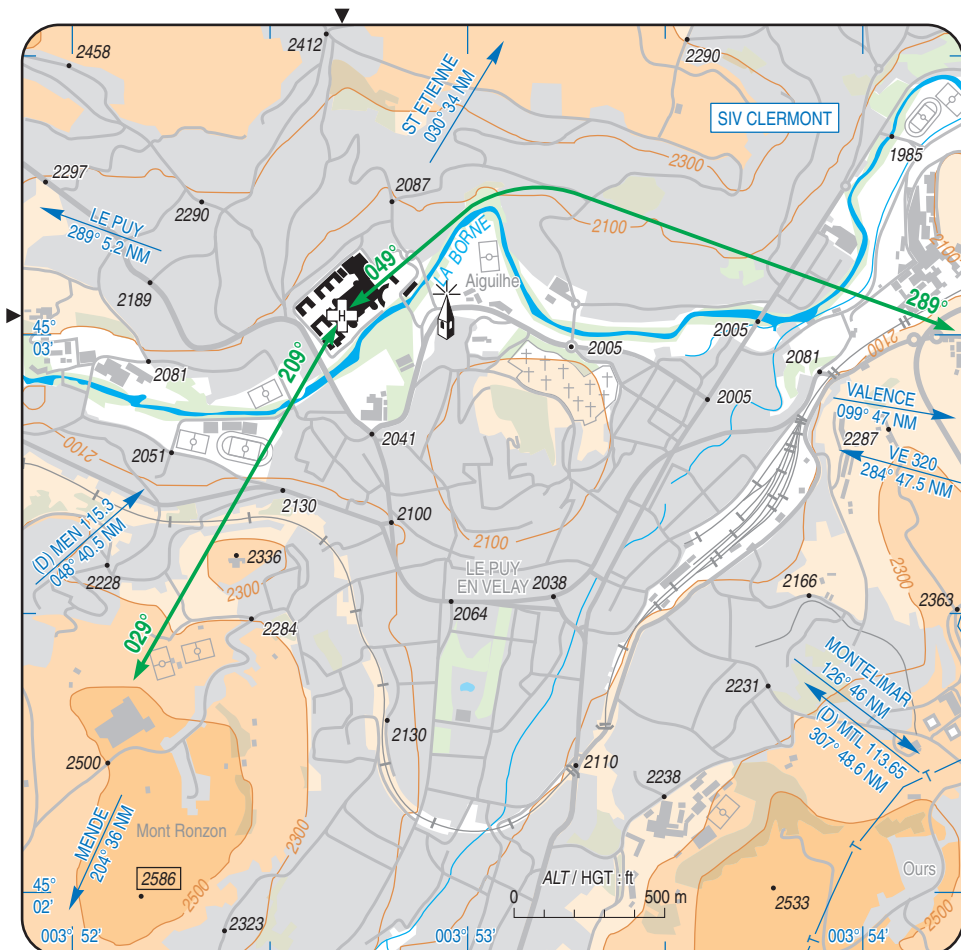 2412
2458
ST ETIENNE
030° 34 NM
2290
SIV CLERMONT
1985
2300
2297
2087
2290
LE PUY
289° 5.2 NM
2100
2100
049°
LA BORNE
Aiguilhe
2189
H
289°
45°
03'
2005
2005
2081
2100
2081
209°
2005
VALENCE
099° 47 NM
2041
2287
VE 320
284° 47.5 NM
2051
2100
2130
(D) MEN 115.3
048° 40.5 NM
2100
2100
2336
2300
2228
LE PUY
EN VELAY
2038
2064
2166
2300
2363
2284
029°
MONTELIMAR
126° 46 NM
(D) MTL 113.65
307° 48.6 NM
2231
2130
2500
2110
2238
Mont Ronzon
2300
MENDE
204° 36 NM
2586
2500
ALT / HGT : ft
0 500 m
2533
2500
Ours
45°
02'
2323
003° 52'
003° 53'
003° 54'